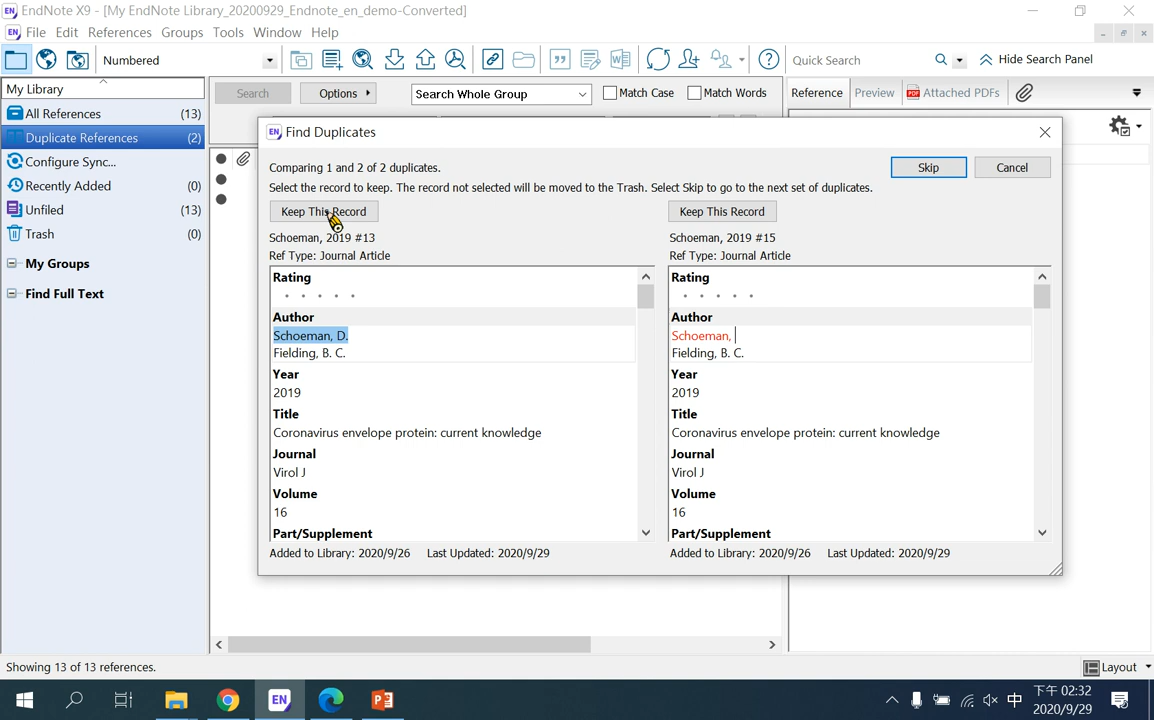 EndNote X9 - [My EndNote Library_20200929_Endnote_en_demo-Converted]
File Edit References Groups Tools Window Help
Numbered
Quick Search
Hide Search Panel
My Library
Search
Options
Search Whole Group
Match Case
Match Words
Reference
Preview
Attached PDFs
All References (13)
Duplicate References (2)
Configure Sync...
Recently Added (0)
Unfiled (13)
Trash (0)
My Groups
Find Full Text
Find Duplicates
Comparing 1 and 2 of 2 duplicates.
Skip
Cancel
Select the record to keep. The record not selected will be moved to the Trash. Select Skip to go to the next set of duplicates.
Keep This Record
Schoeman, 2019 #13
Ref Type: Journal Article
Rating
Author
Schoeman, D.
Fielding, B. C.
Year
2019
Title
Coronavirus envelope protein: current knowledge
Journal
Virol J
Volume
16
Part/Supplement
Added to Library: 2020/9/26 Last Updated: 2020/9/29
Keep This Record
Schoeman, 2019 #15
Ref Type: Journal Article
Rating
Author
Schoeman,
Fielding, B. C.
Year
2019
Title
Coronavirus envelope protein: current knowledge
Journal
Virol J
Volume
16
Part/Supplement
Added to Library: 2020/9/26 Last Updated: 2020/9/29
Showing 13 of 13 references.
Layout
中
下午 02:32
2020/9/29